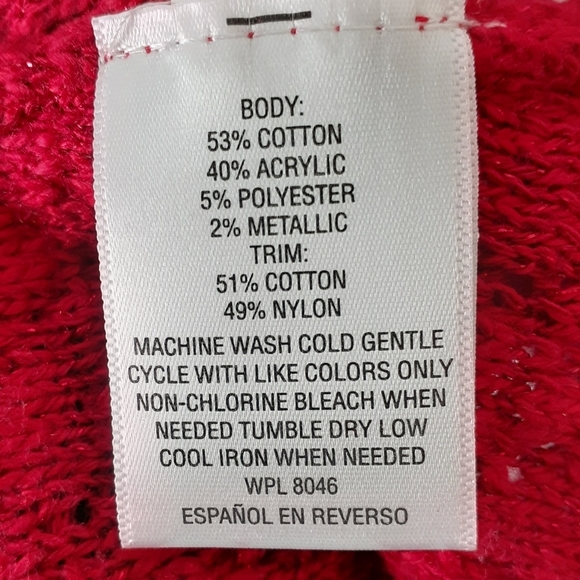 BODY:
53% COTTON
40% ACRYLIC
5% POLYESTER
2% METALLIC
TRIM:
51% COTTON
49% NYLON
MACHINE WASH COLD GENTLE
CYCLE WITH LIKE COLORS ONLY
NON-CHLORINE BLEACH WHEN
NEEDED TUMBLE DRY LOW
COOL IRON WHEN NEEDED
WPL 8046
ESPAÑOL EN REVERSO